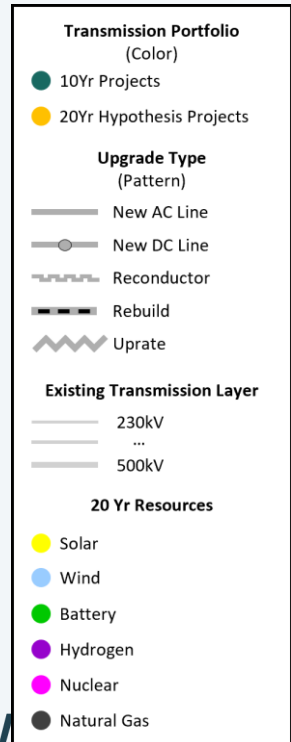 Transmission Portfolio
(Color)
10Yr Projects
20Yr Hypothesis Projects
Upgrade Type
(Pattern)
New AC Line
New DC Line
Reconductor
Rebuild
Uprate
Existing Transmission Layer
230kV
...
500kV
20 Yr Resources
Solar
Wind
Battery
Hydrogen
Nuclear
Natural Gas